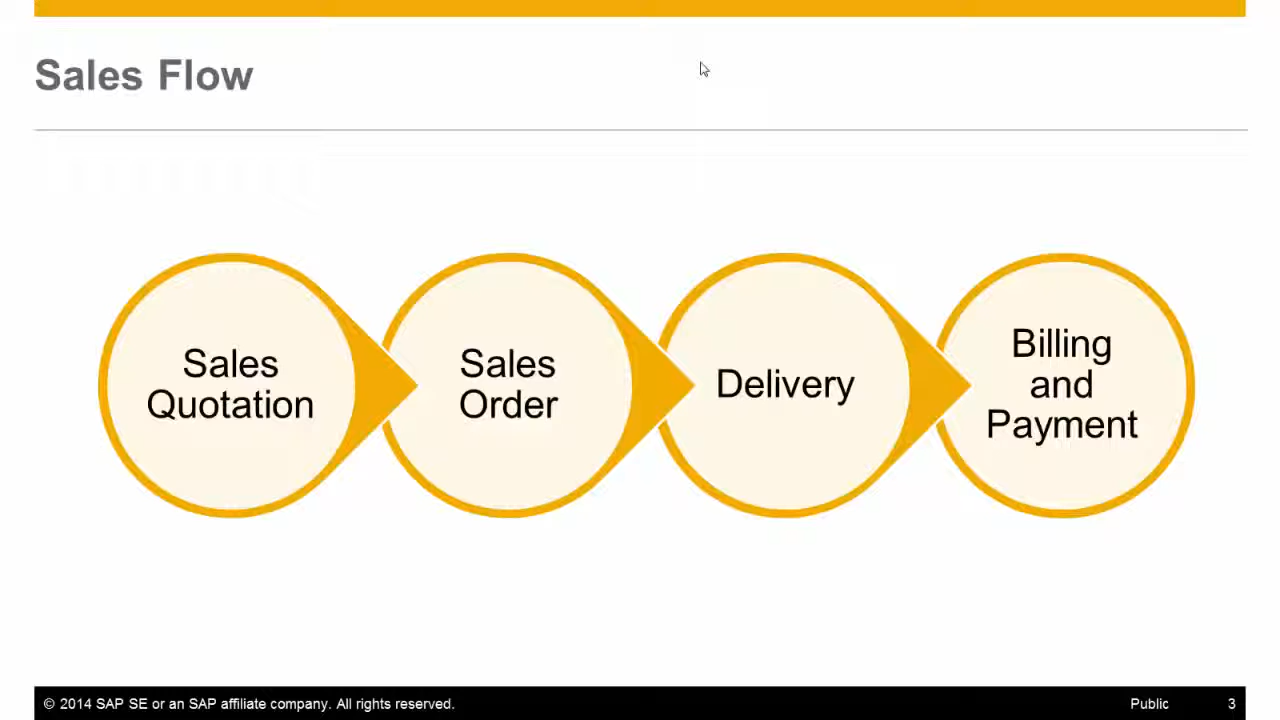 Sales Flow
Sales
Quotation
Sales
Order
Delivery
Billing
and
Payment
© 2014 SAP SE or an SAP affiliate company. All rights reserved.
Public
3